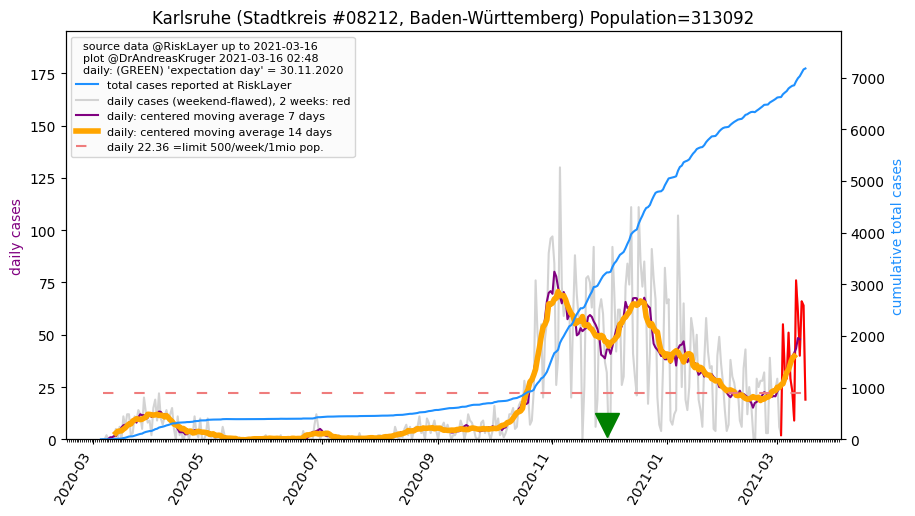 Karlsruhe (Stadtkreis #08212, Baden-Württemberg) Population=313092
source data @RiskLayer up to 2021-03-16
plot @DrAndreasKruger 2021-03-16 02:48
daily: (GREEN) 'expectation day' = 30.11.2020
total cases reported at RiskLayer
daily cases (weekend-flawed), 2 weeks: red
daily: centered moving average 7 days
daily: centered moving average 14 days
daily 22.36 =limit 500/week/1mio pop.
daily cases
175
150
125
100
75
50
25
0
7000
6000
5000
4000
3000
2000
1000
0
cumulative total cases
2020-03
2020-05
2020-07
2020-09
2020-11
2021-01
2021-03